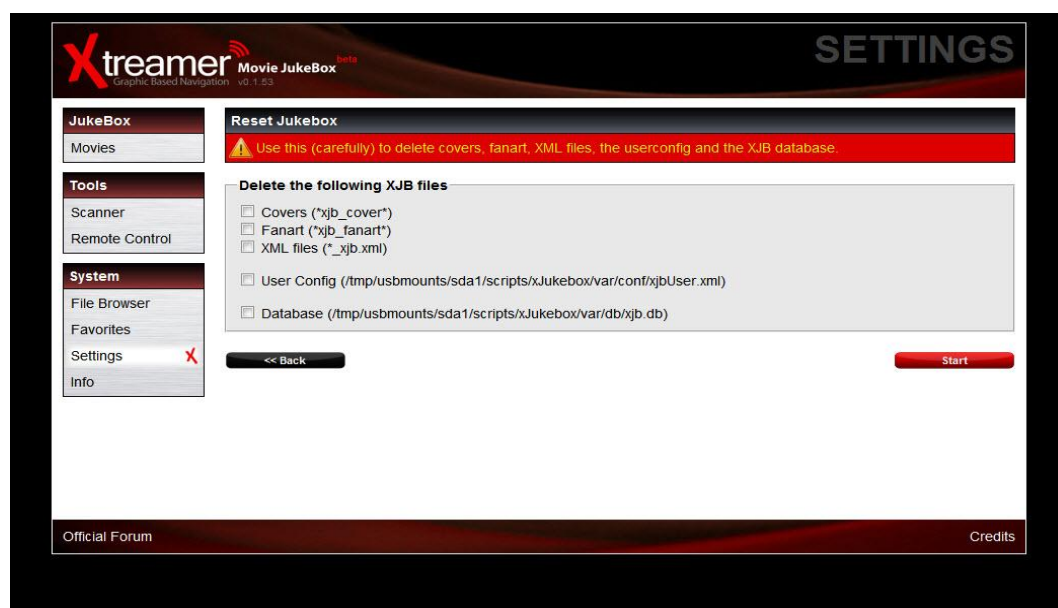 Xtreamer Movie JukeBox beta
Graphic Based Navigation v0.1.53
SETTINGS
JukeBox
Movies
Tools
Scanner
Remote Control
System
File Browser
Favorites
Settings X
Info
Reset Jukebox
Use this (carefully) to delete covers, fanart, XML files, the userconfig and the XJB database.
Delete the following XJB files
Covers (*xjb_cover*)
Fanart (*xjb_fanart*)
XML files (*_xjb.xml)
User Config (/tmp/usbmounts/sda1/scripts/xJukebox/var/conf/xjbUser.xml)
Database (/tmp/usbmounts/sda1/scripts/xJukebox/var/db/xjb.db)
<< Back
Start
Official Forum
Credits